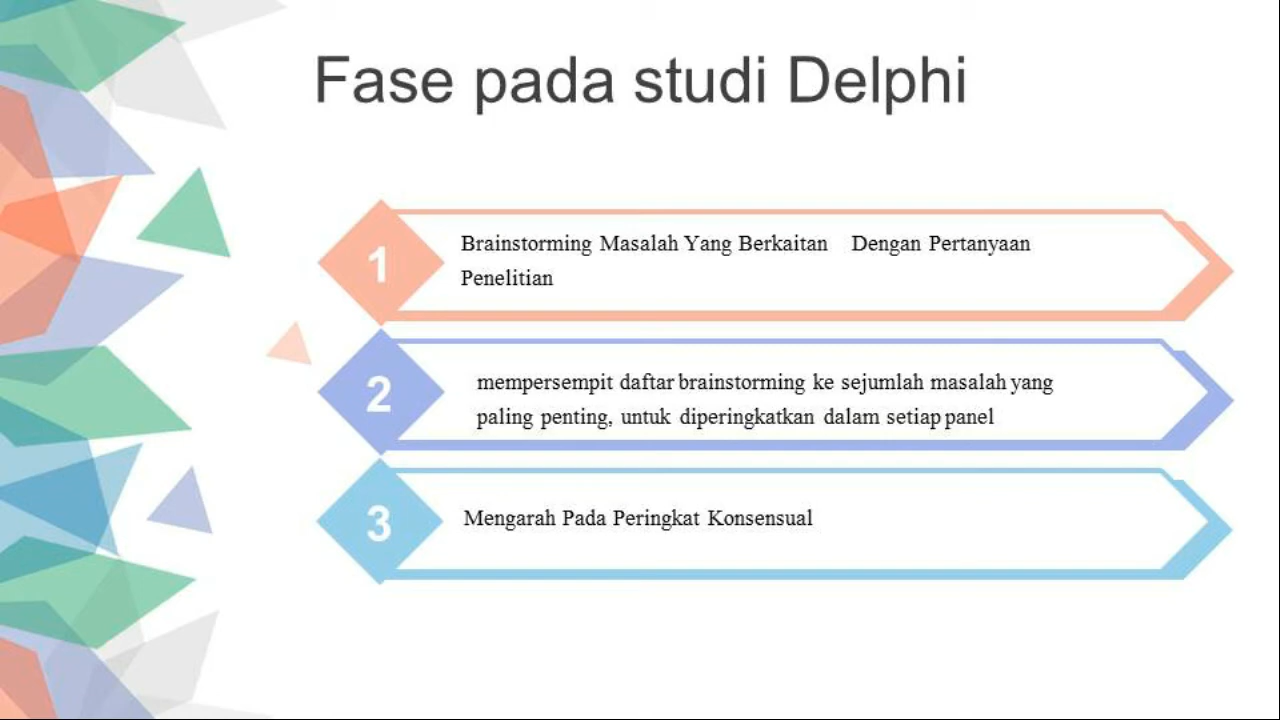 Fase pada studi Delphi
1
Brainstorming Masalah Yang Berkaitan Dengan Pertanyaan
Penelitian
2
mempersempit daftar brainstorming ke sejumlah masalah yang
paling penting, untuk diperingkatkan dalam setiap panel
3
Mengarah Pada Peringkat Konsensual